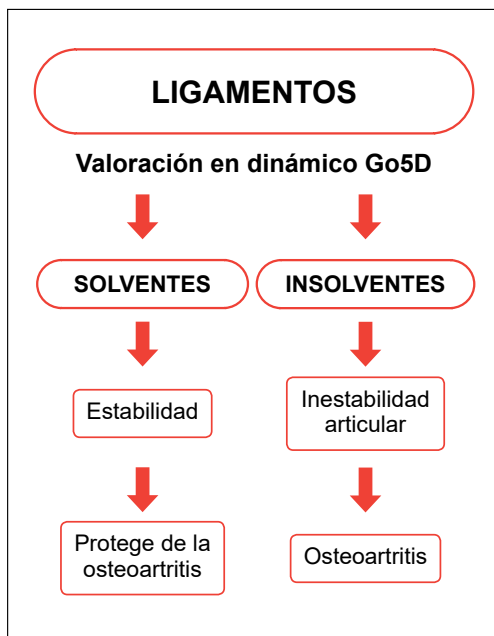 LIGAMENTOS
Valoración en dinámico Go5D
SOLVENTES
INSOLVENTES
Estabilidad
Inestabilidad
articular
Protege de la
osteoartritis
Osteoartritis